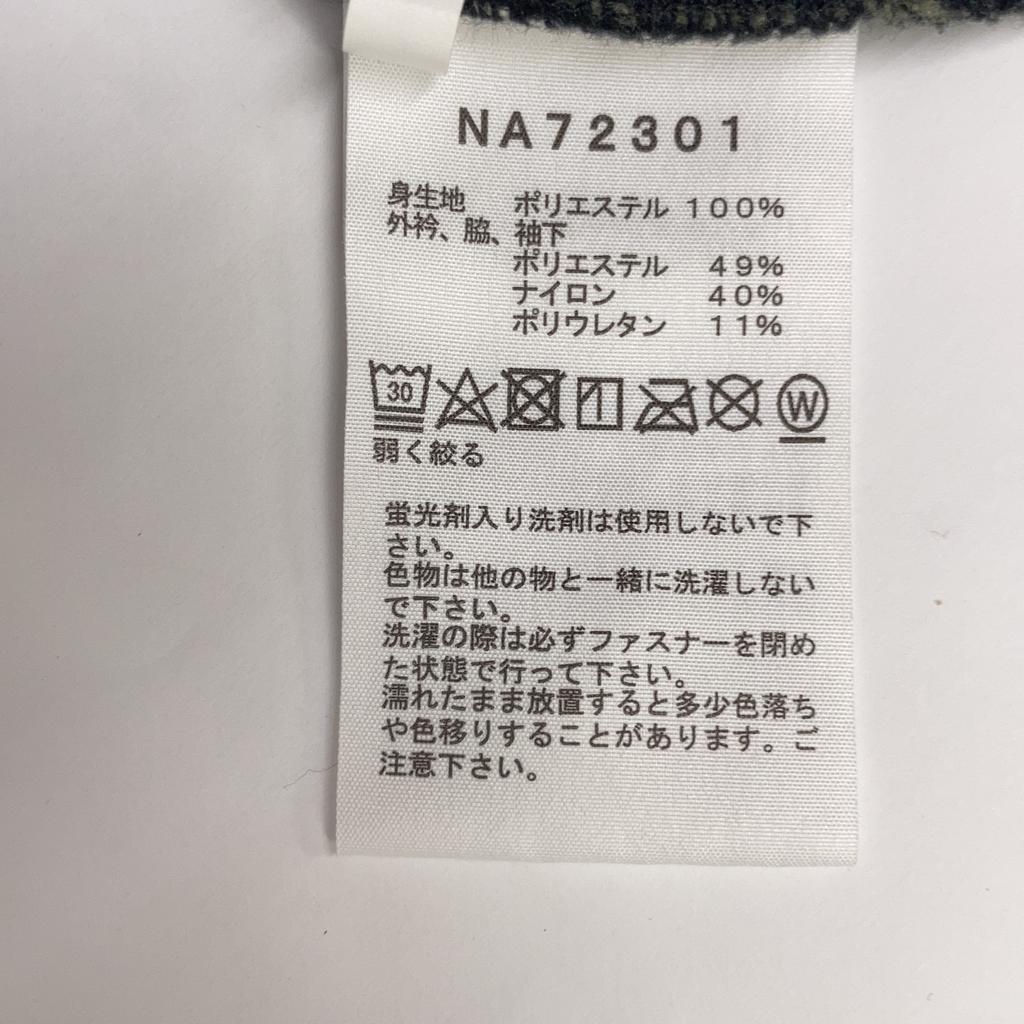 NA72301
身生地 ポリエステル 100%
外衿、脇、袖下
ポリエステル 49%
ナイロン 40%
ポリウレタン 11%
30
W
弱く絞る
蛍光剤入り洗剤は使用しないで下
さい。
色物は他の物と一緒に洗濯しない
で下さい。
洗濯の際は必ずファスナーを閉め
た状態で行って下さい。
濡れたまま放置すると多少色落ち
や色移りすることがあります。ご
注意下さい。